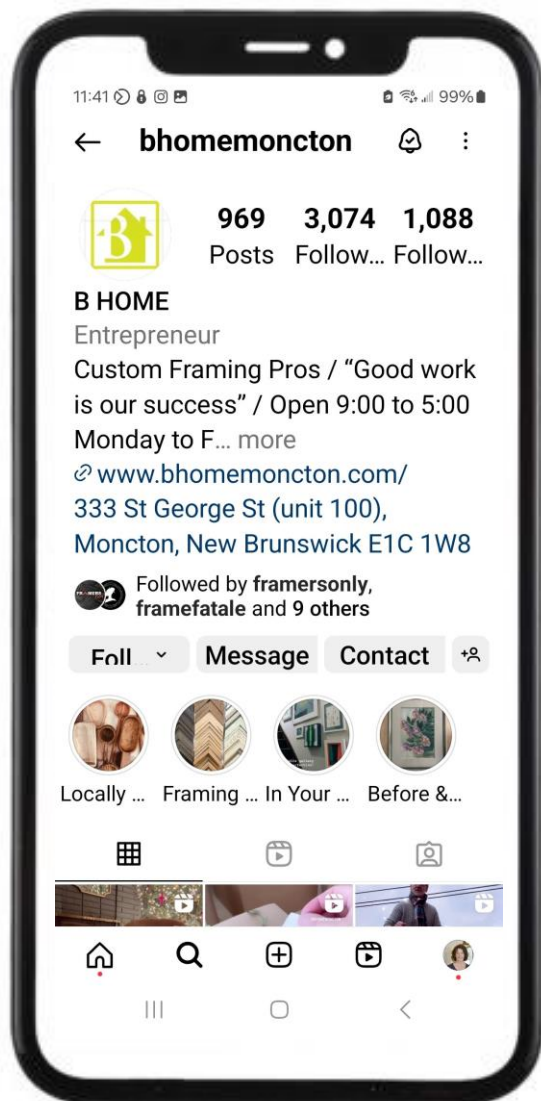 11:41
99%
bhomemoncton
B
969 3,074 1,088
Posts Follow... Follow...
B HOME
Entrepreneur
Custom Framing Pros / “Good work
is our success” / Open 9:00 to 5:00
Monday to F... more
www.bhomemoncton.com/
333 St George St (unit 100),
Moncton, New Brunswick E1C 1W8
Followed by framersonly,
framefatale and 9 others
Foll Message Contact
Locally ... Framing ... In Your ... Before &...